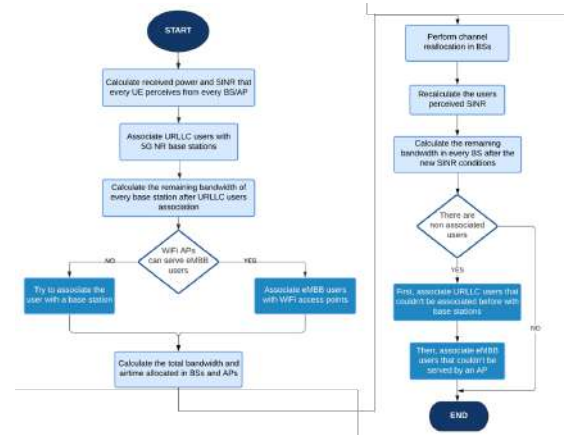 START
Calculate received power and SINR that
every UE perceives from every BS/AP
Associate URLLC users with
5G NR base stations
Calculate the remaining bandwidth of
every base station after URLLC users
association
WiFi APs
can serve eMBB
users
NO
YES
Try to associate the
user with a base station
Associate eMBB users
with WiFi access points
Calculate the total bandwidth and
airtime allocated in BSs and APs
Perform channel
reallocation in BSs
Recalculate the users
perceived SINR
Calculate the remaining
bandwidth in every BS after the
new SINR conditions
There are
non associated
users
YES
NO
First, associate URLLC users that
couldn't be associated before with
base stations
Then, associate eMBB
users that couldn't be
served by an AP
END